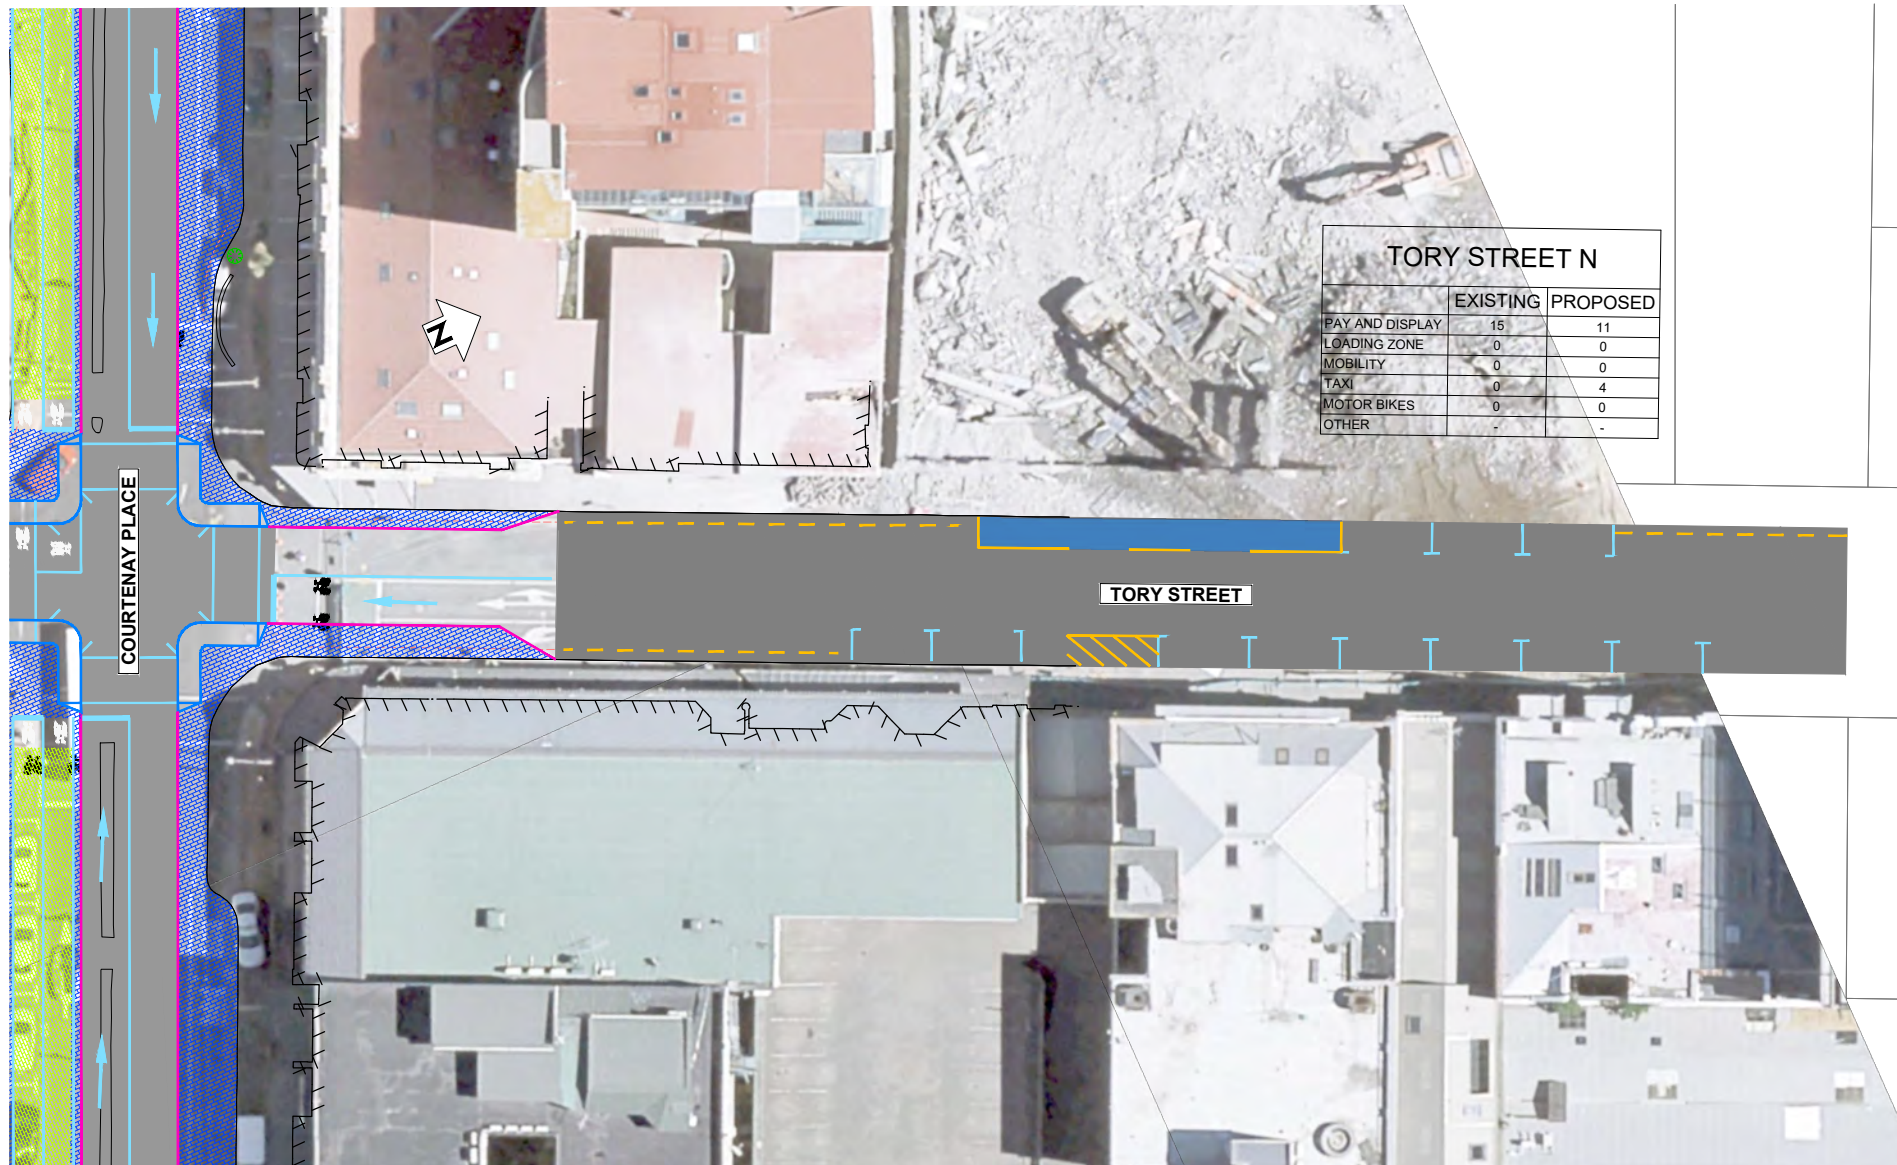 TORY STREET N
EXISTING PROPOSED
PAY AND DISPLAY 15 11
LOADING ZONE 0 0
MOBILITY 0 0
TAXI 0 4
MOTOR BIKES 0 0
OTHER - -
N
COURTENAY PLACE
TORY STREET